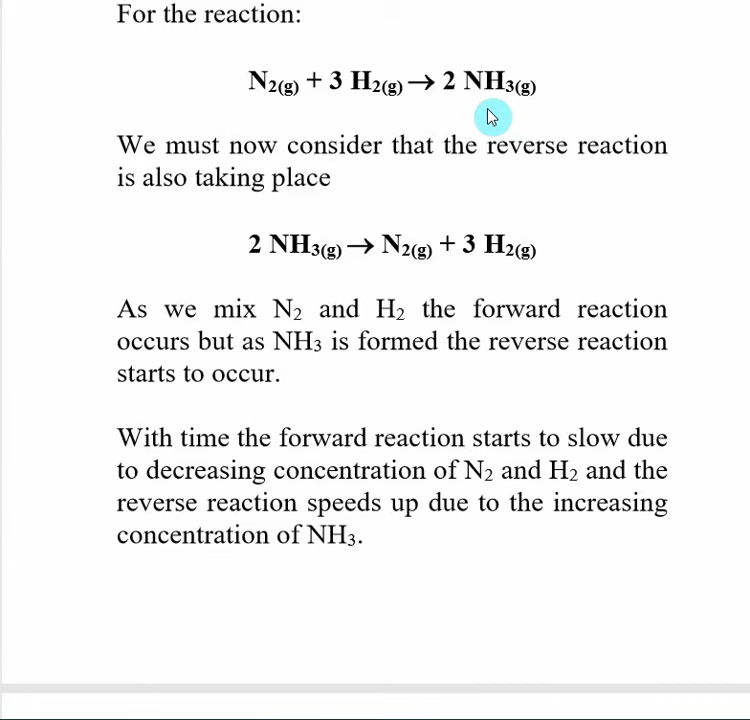 For the reaction:
N2(g) + 3 H2(g) → 2 NH3(g)
We must now consider that the reverse reaction
is also taking place
2 NH3(g) → N2(g) + 3 H2(g)
As we mix N2 and H2 the forward reaction
occurs but as NH3 is formed the reverse reaction
starts to occur.
With time the forward reaction starts to slow due
to decreasing concentration of N2 and H2 and the
reverse reaction speeds up due to the increasing
concentration of NH3.